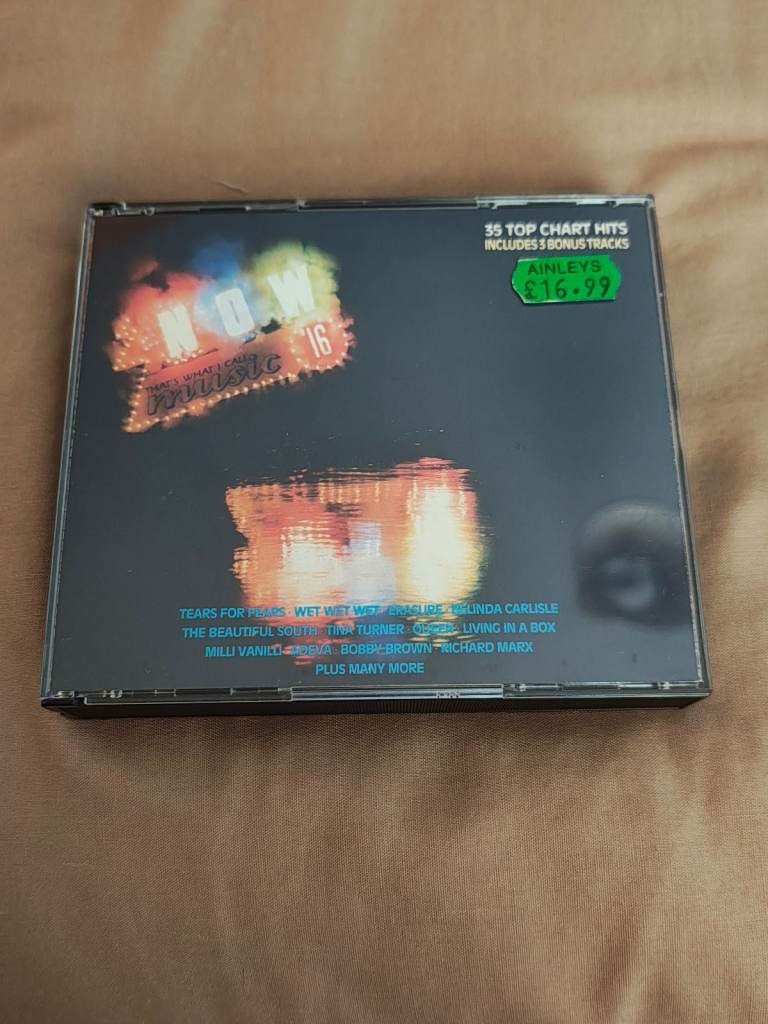 35 TOP CHART HITS
INCLUDES 3 BONUS TRACKS
AINLEYS
£16.99
NOW
THAT'S WHAT I CALL
music 16
TEARS FOR FEARS · WET WET WET · ERASURE · BELINDA CARLISLE
THE BEAUTIFUL SOUTH · TINA TURNER · QUEEN · LIVING IN A BOX
MILLI VANILLI · ADEVA · BOBBY BROWN · RICHARD MARX
PLUS MANY MORE